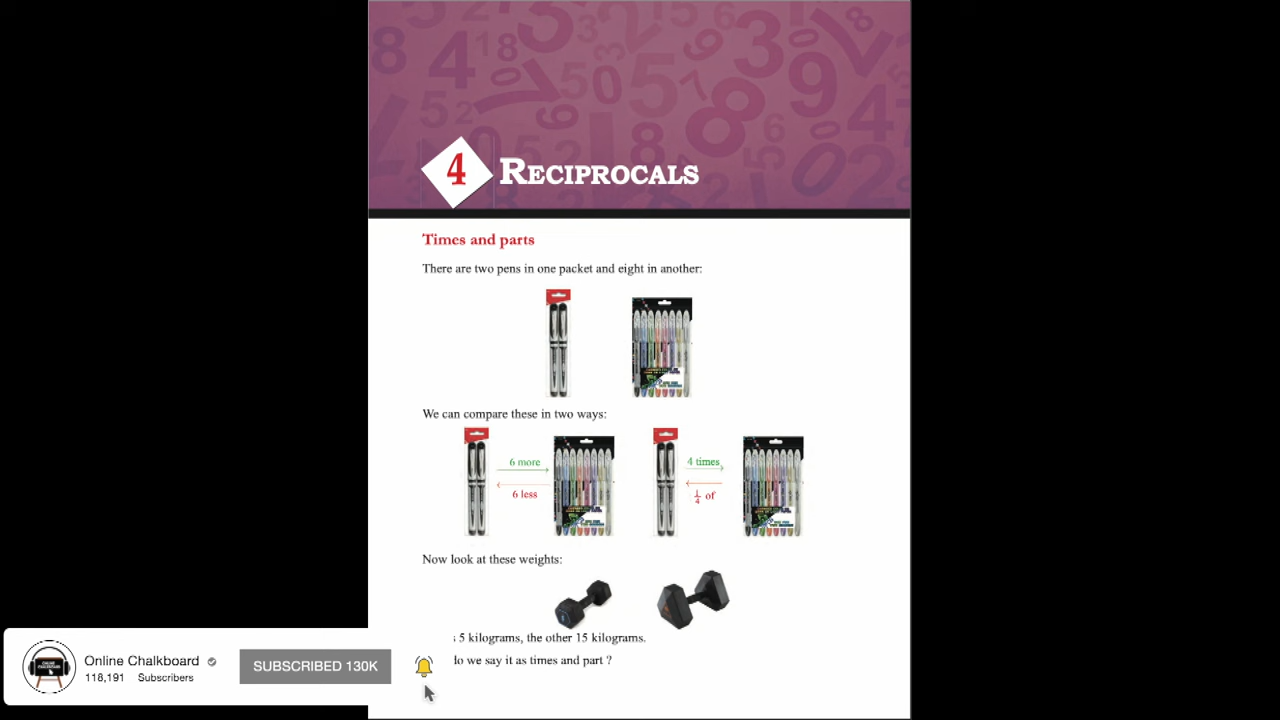 4 RECIPROCALS
Times and parts
There are two pens in one packet and eight in another:
We can compare these in two ways:
6 more
6 less
4 times
1/4 of
Now look at these weights:
5 kilograms, the other 15 kilograms.
we say it as times and part ?
Online Chalkboard
118,191 Subscribers
SUBSCRIBED 130K